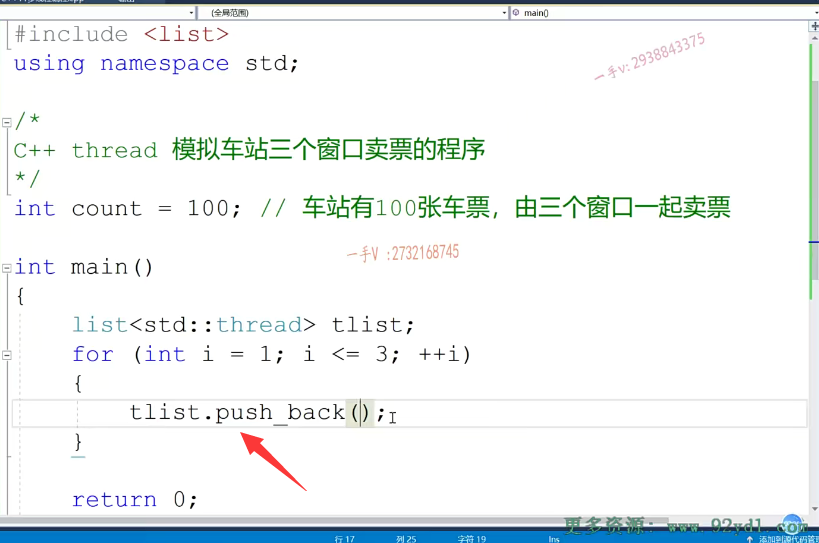 (全局范围)
main()
#include <list>
using namespace std;
一手v:2938843375
/*
C++ thread 模拟车站三个窗口卖票的程序
*/
int count = 100; // 车站有100张车票，由三个窗口一起卖票
一手V :2732168745
int main()
{
list<std::thread> tlist;
for (int i = 1; i <= 3; ++i)
{
tlist.push_back();
}
return 0;
更多资源：www.92vdl.com
行 17 列 25 字符 19 Ins 添加到源代码管理